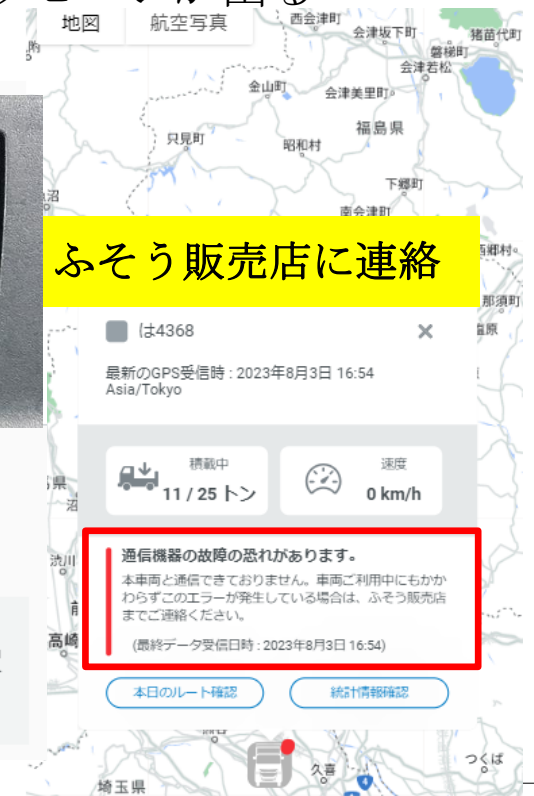 地図
航空写真
西会津町
会津坂下町
猪苗代町
磐梯町
会津若松
金山町
会津美里町
福島県
只見町
昭和村
下郷町
南会津町
ふそう販売店に連絡
西郷村
那須町
は4368
×
最新のGPS受信時 : 2023年8月3日 16:54
Asia/Tokyo
積載中
11 / 25 トン
速度
0 km/h
渋川
通信機器の故障の恐れがあります。
本車両と通信できておりません。車両ご利用中にもかか
わらずこのエラーが発生している場合は、ふそう販売店
までご連絡ください。
(最終データ受信日時 : 2023年8月3日 16:54)
高崎
本日のルート確認
統計情報確認
久喜
つくば
埼玉県